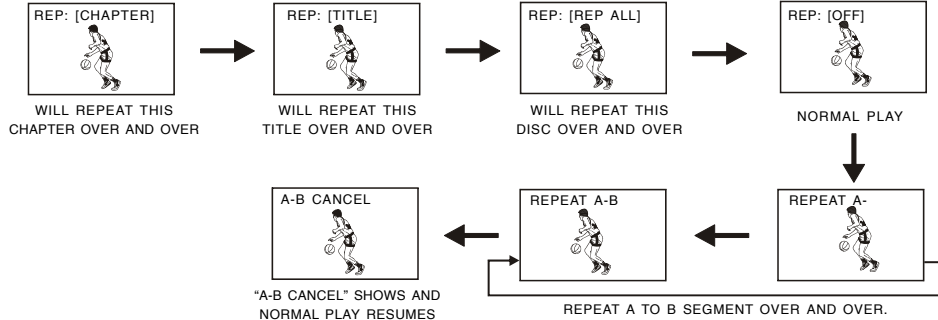 REP: [CHAPTER]
WILL REPEAT THIS
CHAPTER OVER AND OVER
REP: [TITLE]
WILL REPEAT THIS
TITLE OVER AND OVER
REP: [REP ALL]
WILL REPEAT THIS
DISC OVER AND OVER
REP: [OFF]
NORMAL PLAY
REPEAT A-
REPEAT A-B
REPEAT A TO B SEGMENT OVER AND OVER.
A-B CANCEL
“A-B CANCEL” SHOWS AND
NORMAL PLAY RESUMES